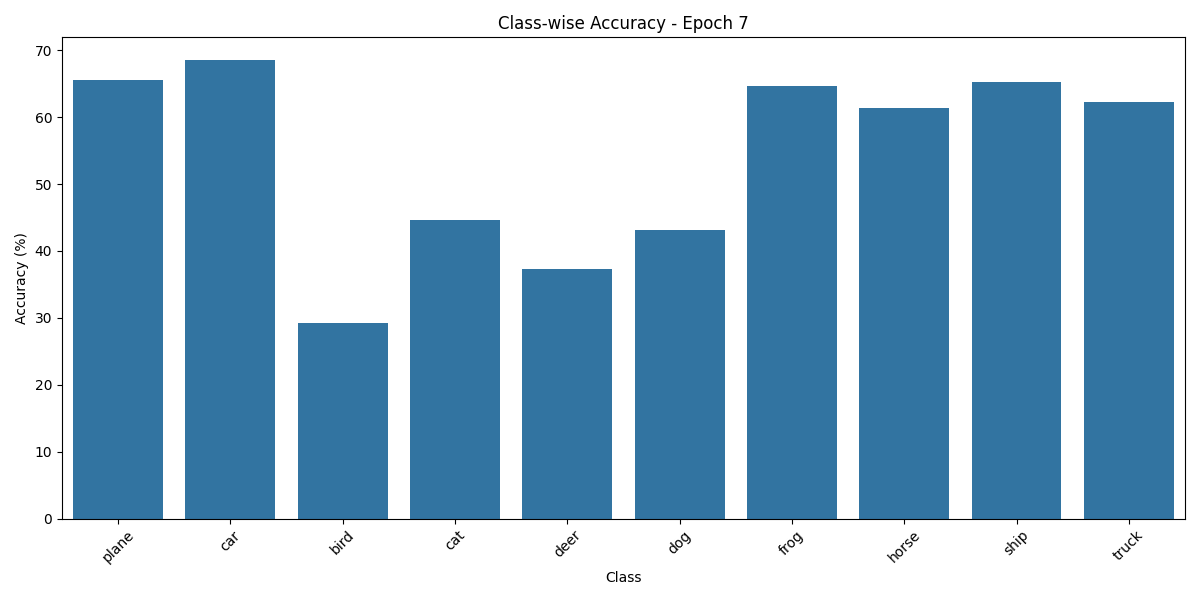 Class-wise Accuracy - Epoch 7
Accuracy (%)
70
60
50
40
30
20
10
0
plane
car
bird
cat
deer
dog
frog
horse
ship
truck
Class